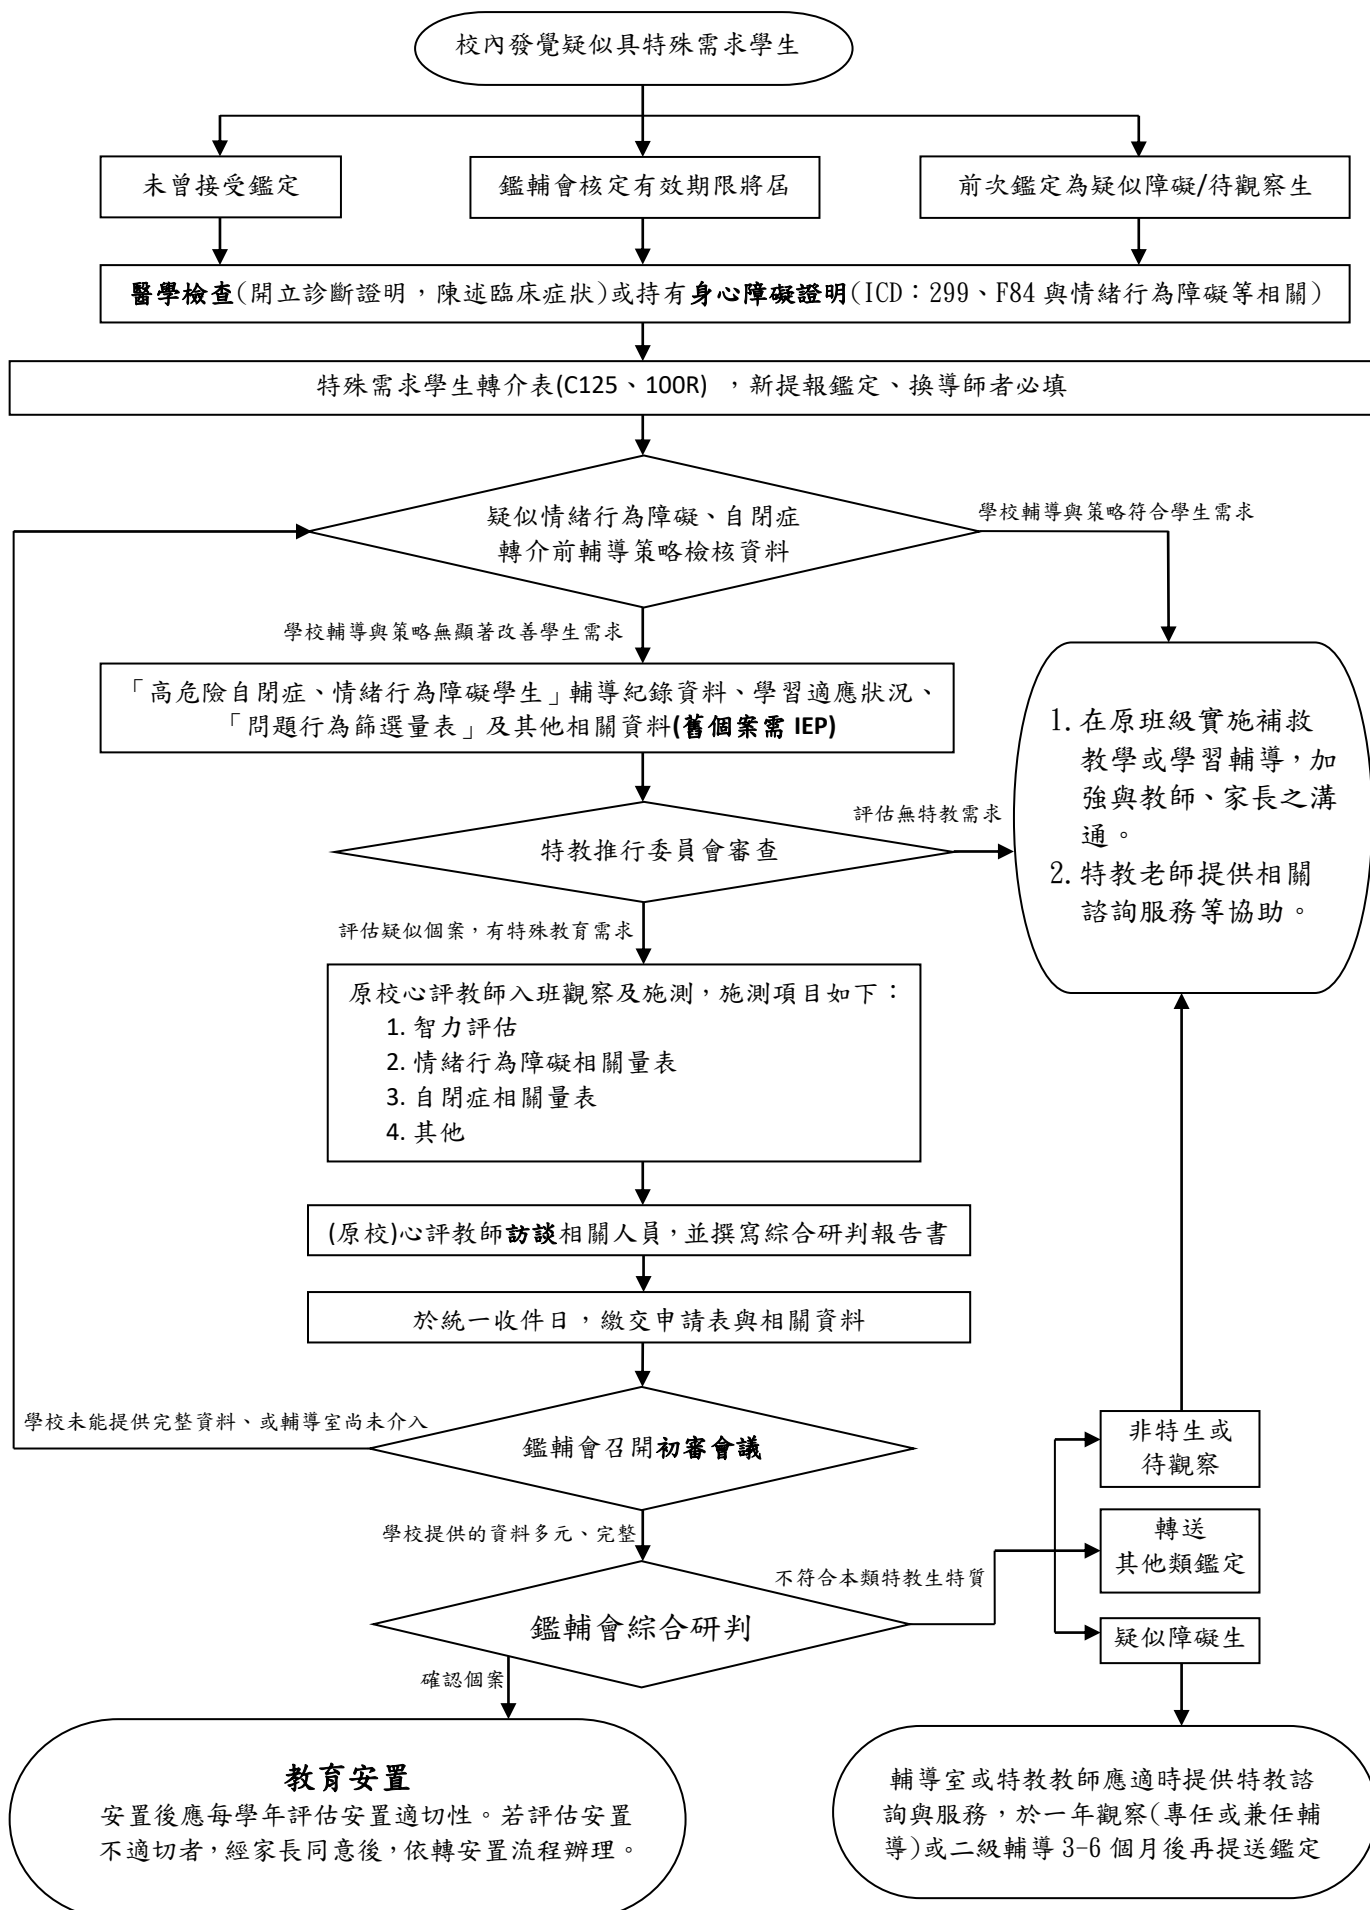 校內發覺疑似具特殊需求學生
未曾接受鑑定
鑑輔會核定有效期限將屆
前次鑑定為疑似障礙/待觀察生
醫學檢查(開立診斷證明，陳述臨床症狀)或持有身心障礙證明(ICD：299、F84 與情緒行為障礙等相關)
特殊需求學生轉介表(C125、100R) ，新提報鑑定、換導師者必填
疑似情緒行為障礙、自閉症
轉介前輔導策略檢核資料
學校輔導與策略符合學生需求
學校輔導與策略無顯著改善學生需求
「高危險自閉症、情緒行為障礙學生」輔導紀錄資料、學習適應狀況、
「問題行為篩選量表」及其他相關資料(舊個案需 IEP)
1. 在原班級實施補救
教學或學習輔導，加
強與教師、家長之溝
通。
2. 特教老師提供相關
諮詢服務等協助。
特教推行委員會審查
評估無特教需求
評估疑似個案，有特殊教育需求
原校心評教師入班觀察及施測，施測項目如下：
1. 智力評估
2. 情緒行為障礙相關量表
3. 自閉症相關量表
4. 其他
(原校)心評教師訪談相關人員，並撰寫綜合研判報告書
於統一收件日，繳交申請表與相關資料
學校未能提供完整資料、或輔導室尚未介入
鑑輔會召開初審會議
學校提供的資料多元、完整
鑑輔會綜合研判
不符合本類特教生特質
非特生或
待觀察
轉送
其他類鑑定
疑似障礙生
確認個案
教育安置
安置後應每學年評估安置適切性。若評估安置
不適切者，經家長同意後，依轉安置流程辦理。
輔導室或特教教師應適時提供特教諮
詢與服務，於一年觀察(專任或兼任輔
導)或二級輔導 3-6 個月後再提送鑑定